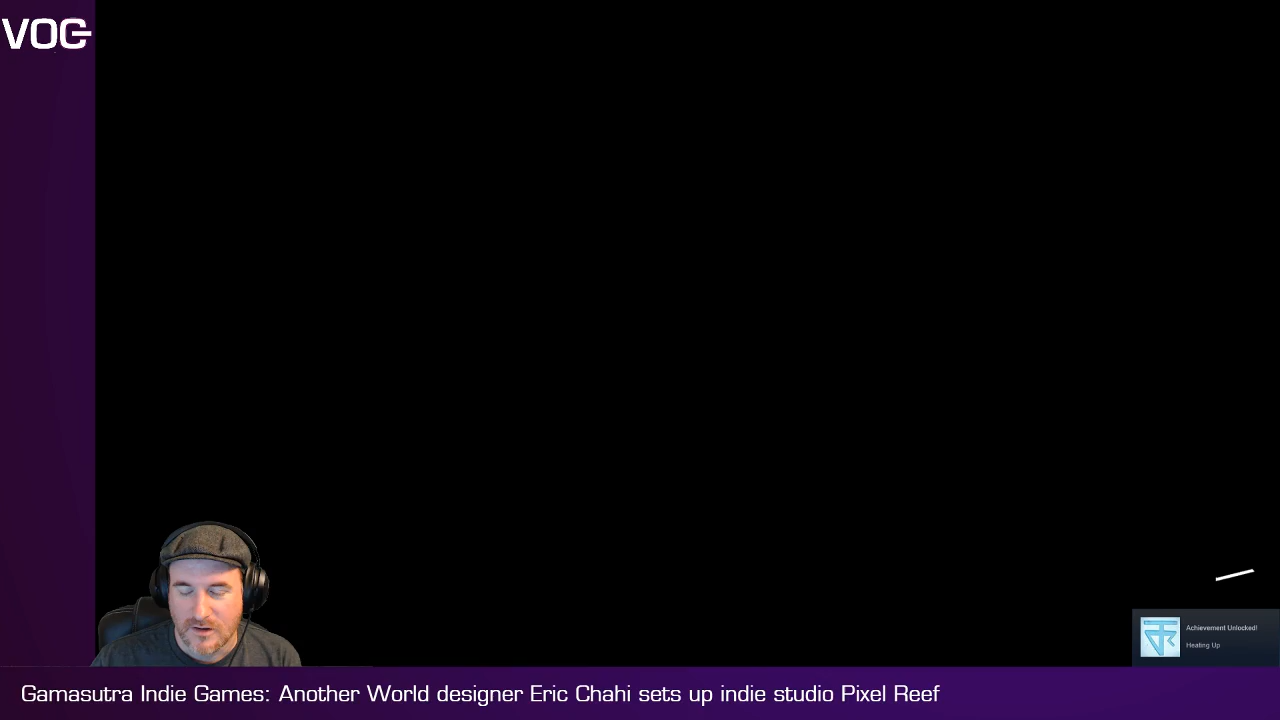 VOG
Achievement Unlocked!
Heating Up
Gamasutra Indie Games: Another World designer Eric Chahi sets up indie studio Pixel Reef